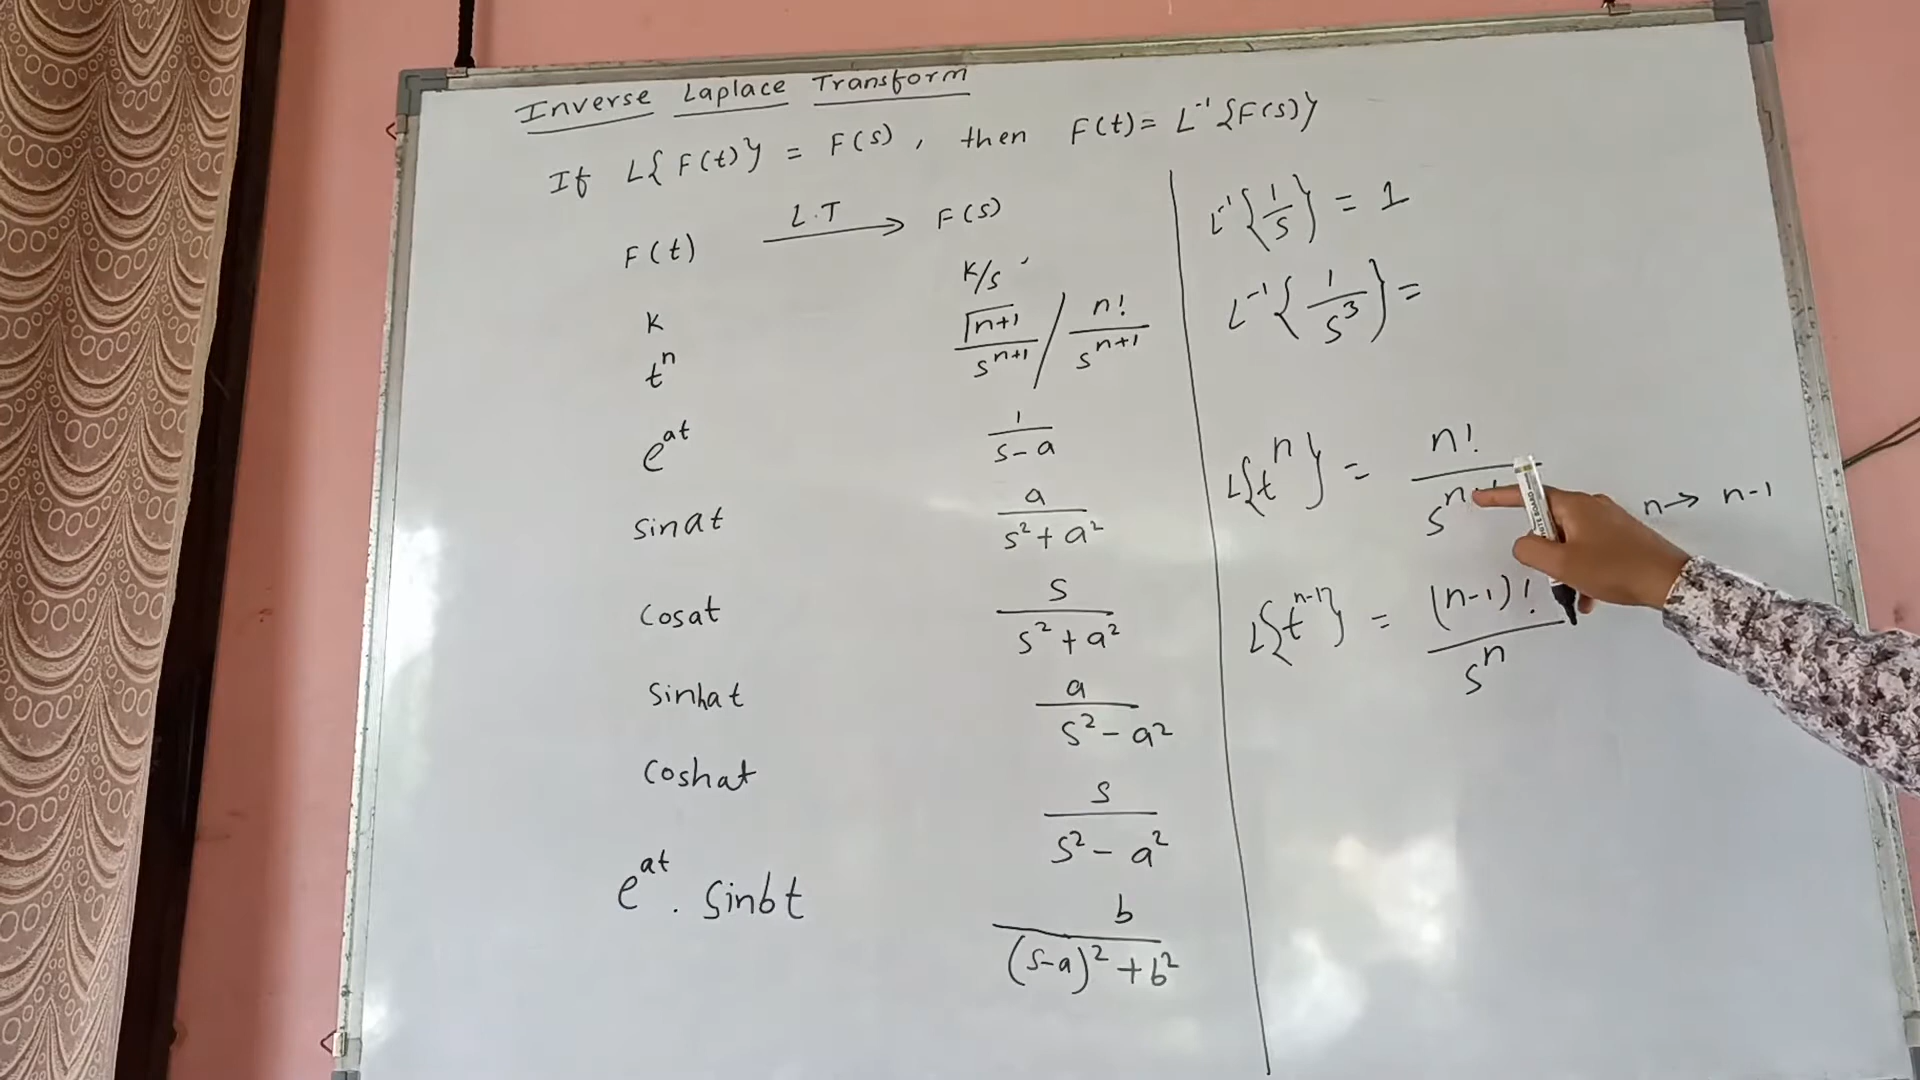 Inverse Laplace Transform
If L{F(t)} = F(s), then F(t) = L⁻¹{F(s)}
F(t) L.T → F(s)
K K/s
tⁿ Γn+1/sⁿ⁺¹ / n!/sⁿ⁺¹
eᵃᵗ 1/s-a
sinat a/s²+a²
cosat s/s²+a²
sinhat a/s²-a²
coshat s/s²-a²
eᵃᵗ. sinbt b/(s-a)²+b²
L⁻¹{1/s} = 1
L⁻¹{1/s³} =
L{tⁿ} = n!/sⁿ
n → n-1
L{tⁿ⁻¹} = (n-1)!/sⁿ